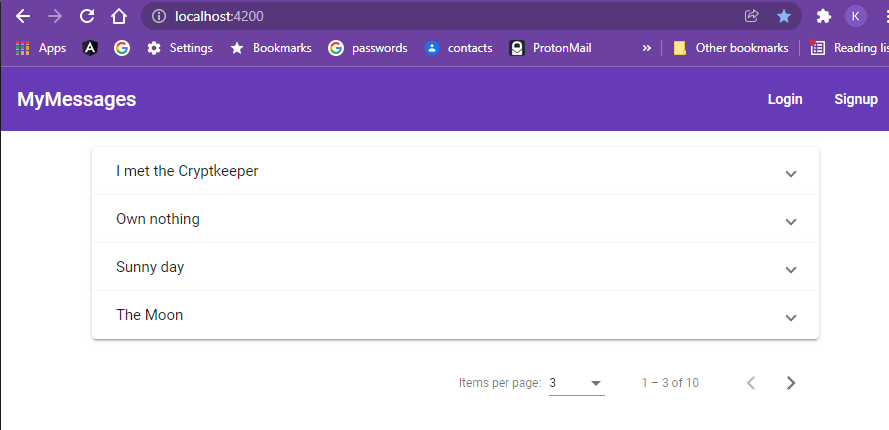 localhost:4200
K
Apps Settings Bookmarks passwords contacts ProtonMail » Other bookmarks Reading lis
MyMessages Login Signup
I met the Cryptkeeper
Own nothing
Sunny day
The Moon
Items per page: 3 1 – 3 of 10